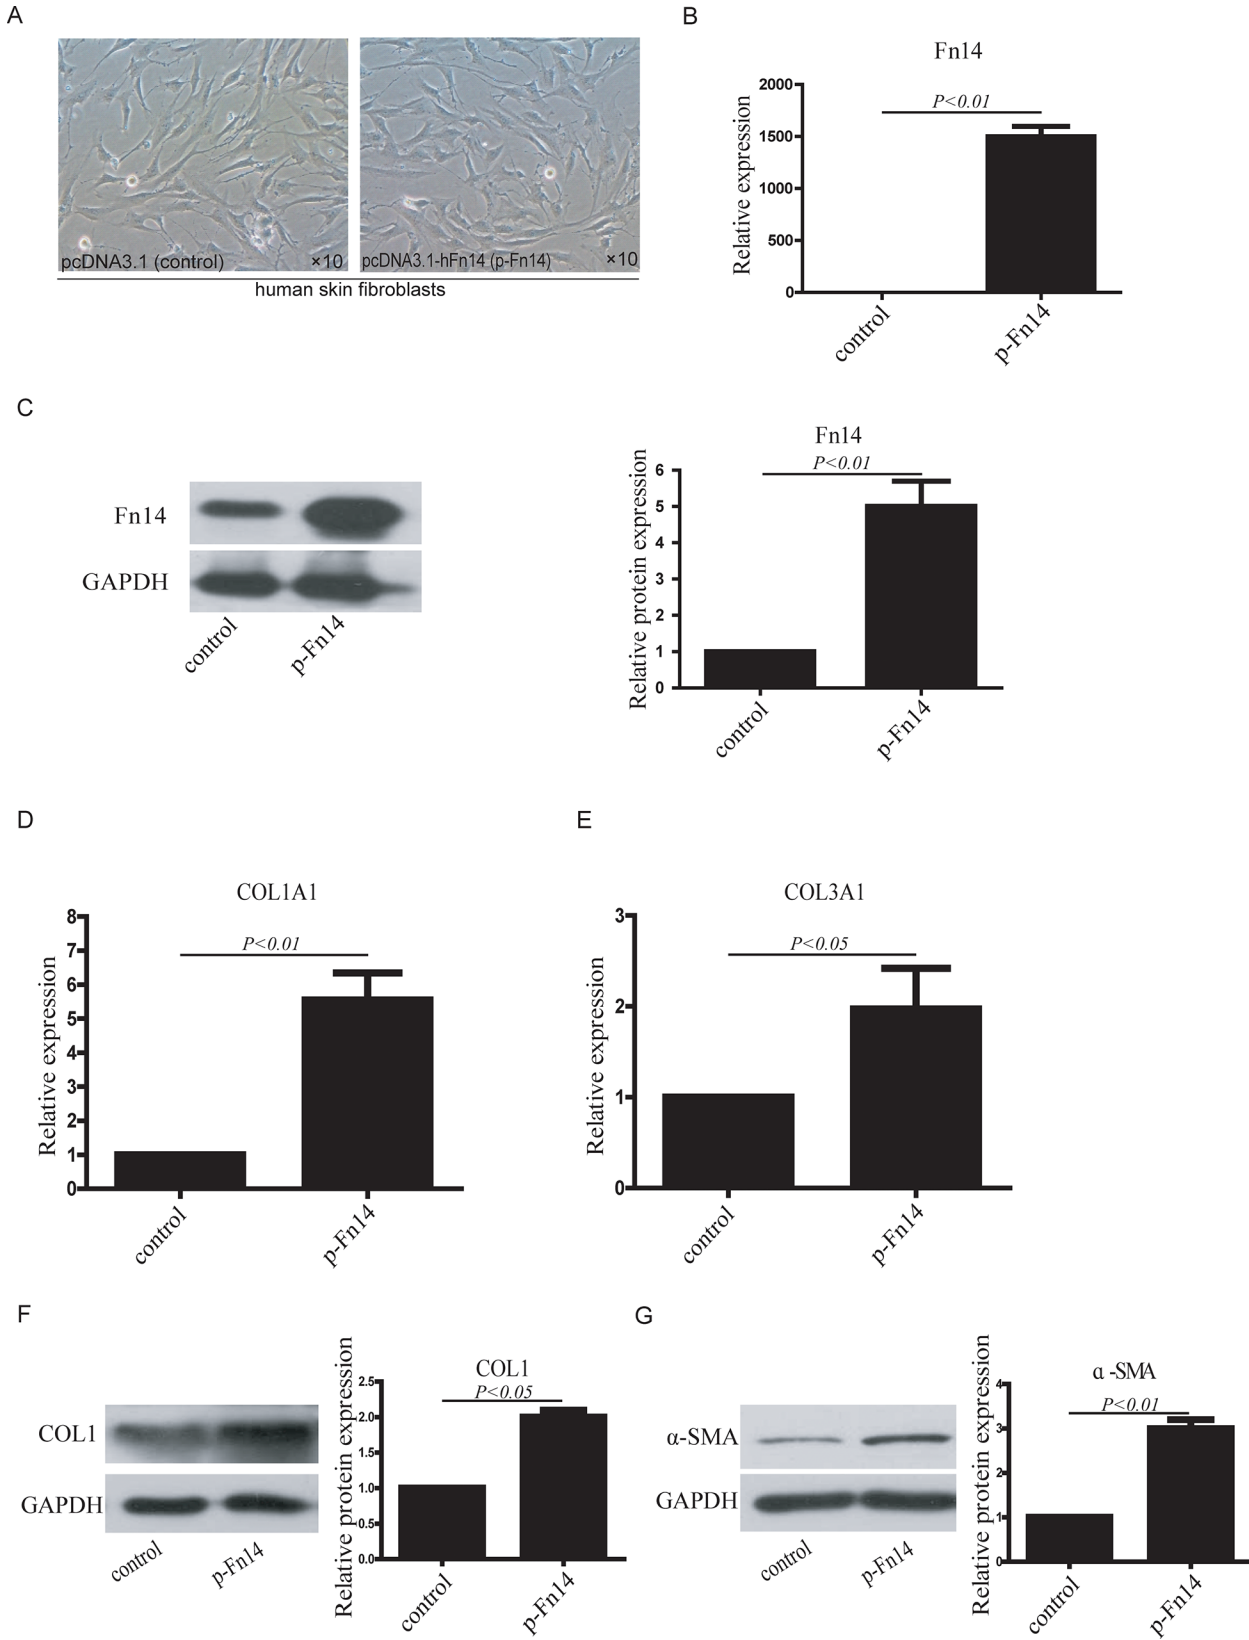 A
pcDNA3.1 (control) ×10
pcDNA3.1-hFn14 (p-Fn14) ×10
human skin fibroblasts
B
Fn14
P<0.01
Relative expression
2000
1500
1000
500
0
control
p-Fn14
C
Fn14
GAPDH
control
p-Fn14
Fn14
P<0.01
Relative protein expression
6
5
4
3
2
1
0
control
p-Fn14
D
COL1A1
P<0.01
Relative expression
8
7
6
5
4
3
2
1
0
control
p-Fn14
E
COL3A1
P<0.05
Relative expression
3
2
1
0
control
p-Fn14
F
COL1
GAPDH
control
p-Fn14
COL1
P<0.05
Relative protein expression
2.5
2.0
1.5
1.0
0.5
0.0
control
p-Fn14
G
α-SMA
GAPDH
control
p-Fn14
α -SMA
P<0.01
Relative protein expression
4
3
2
1
0
control
p-Fn14